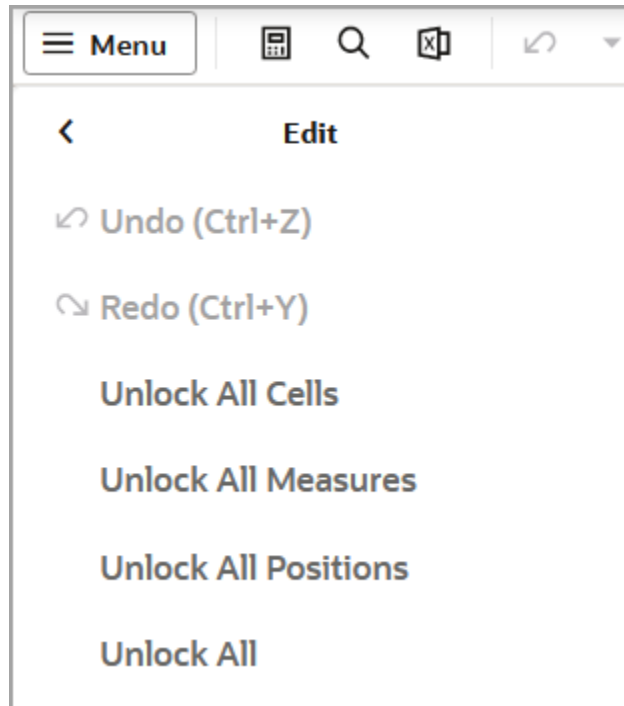 Menu
Edit
Undo (Ctrl+Z)
Redo (Ctrl+Y)
Unlock All Cells
Unlock All Measures
Unlock All Positions
Unlock All